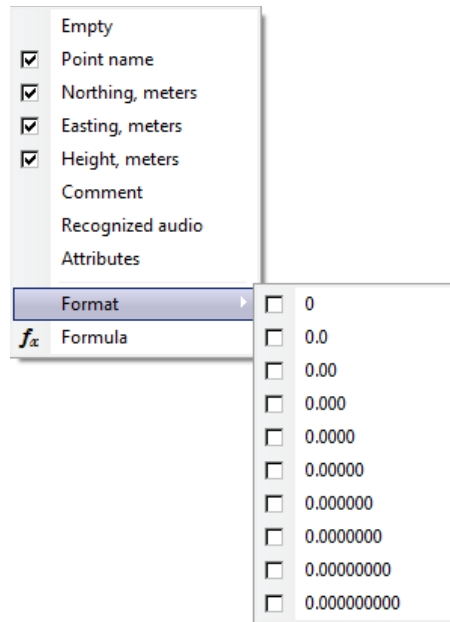 Empty
Point name
Northing, meters
Easting, meters
Height, meters
Comment
Recognized audio
Attributes
Format
fx Formula
0
0.0
0.00
0.000
0.0000
0.00000
0.000000
0.0000000
0.00000000
0.000000000